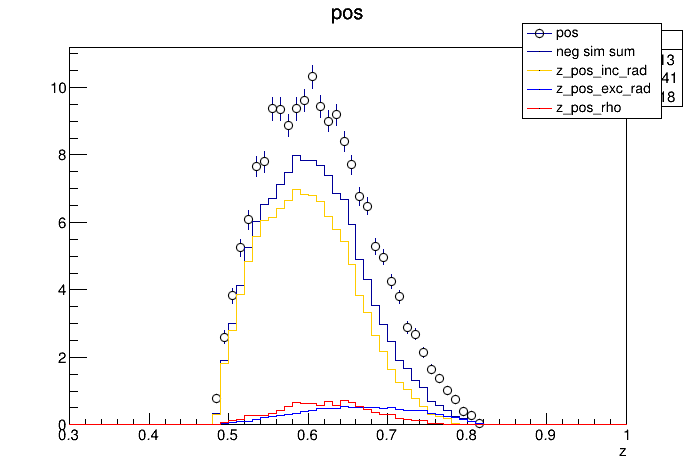 pos
pos
neg sim sum
z_pos_inc_rad
z_pos_exc_rad
z_pos_rho
13
41
18
10
8
6
4
2
0
0.3 0.4 0.5 0.6 0.7 0.8 0.9 1
z